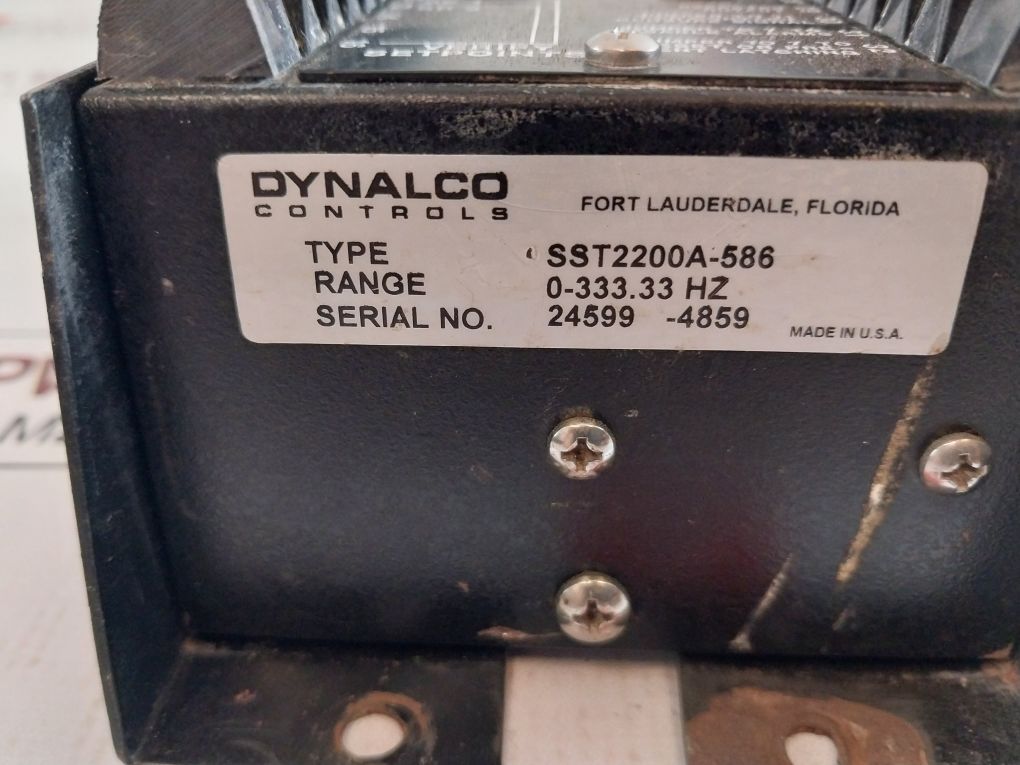 DYNALCO
CONTROLS
FORT LAUDERDALE, FLORIDA
TYPE SST2200A-586
RANGE 0-333.33 HZ
SERIAL NO. 24599 -4859
MADE IN U.S.A.